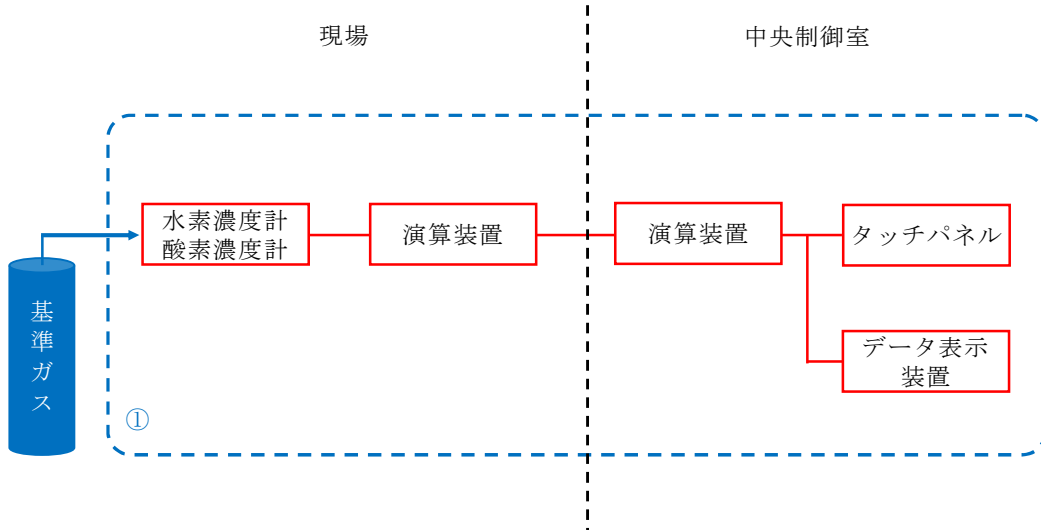 現場
中央制御室
水素濃度計
酸素濃度計
演算装置
演算装置
タッチパネル
データ表示
装置
基準ガス
①